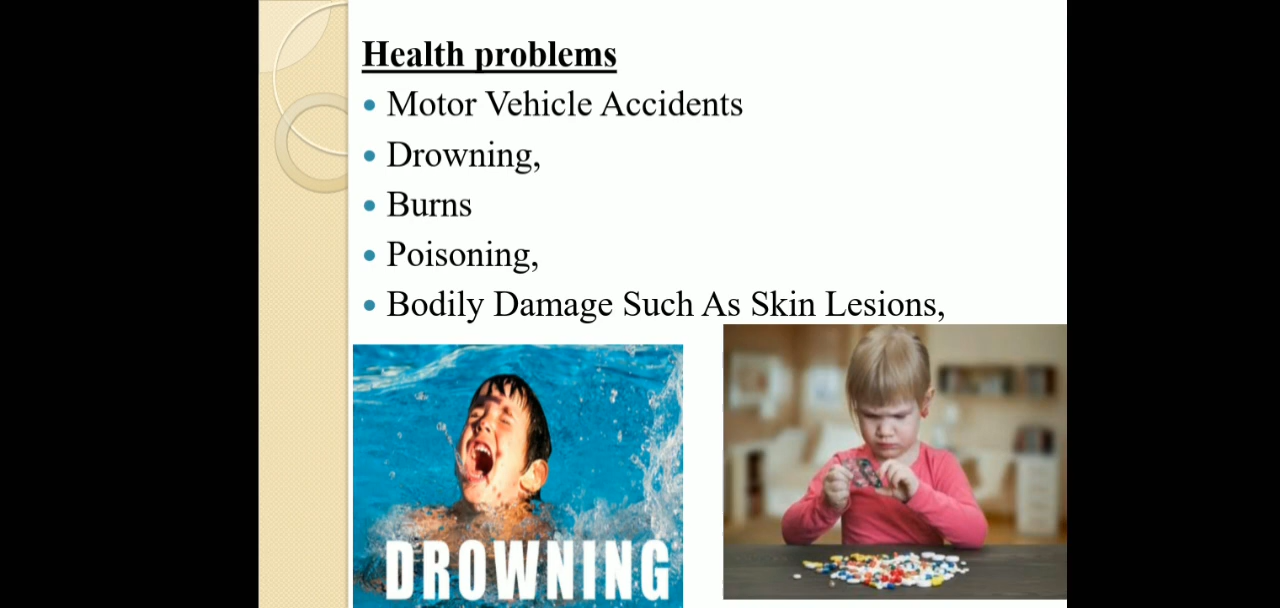 Health problems
• Motor Vehicle Accidents
• Drowning,
• Burns
• Poisoning,
• Bodily Damage Such As Skin Lesions,
DROWNING